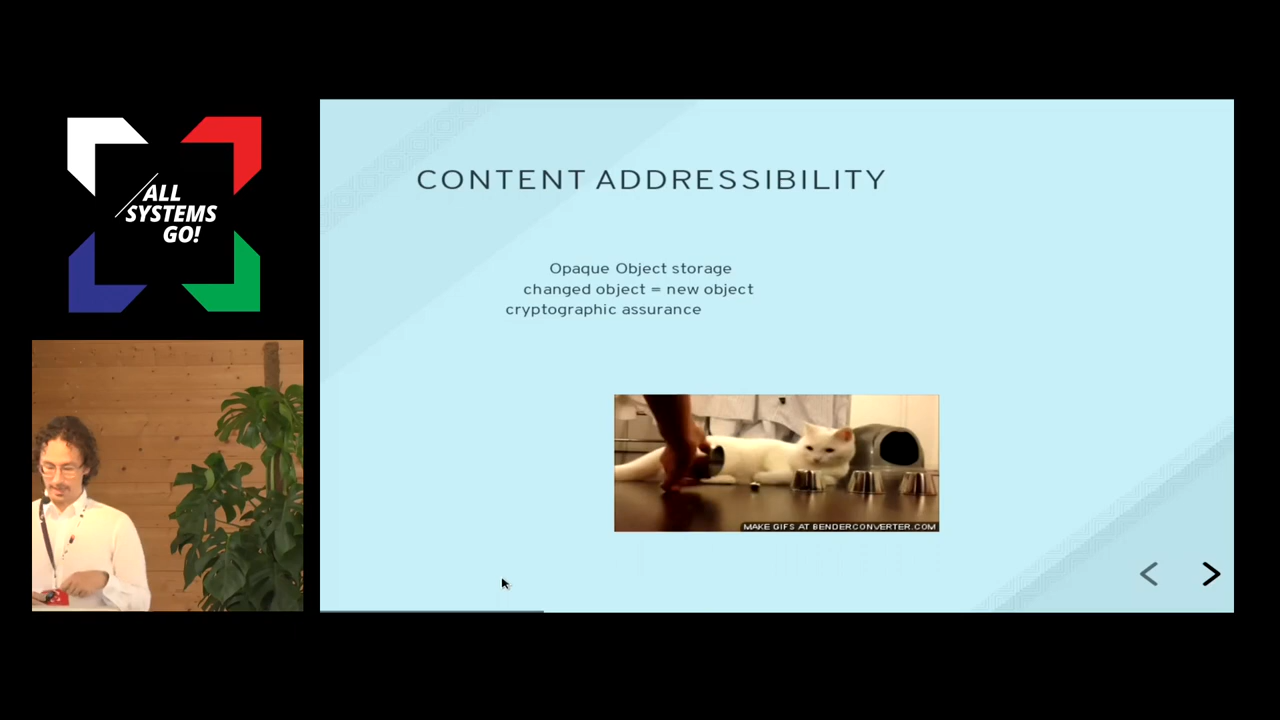 ALL
SYSTEMS
GO!
CONTENT ADDRESSIBILITY
Opaque Object storage
changed object = new object
cryptographic assurance
MAKE GIFS AT BENDERCONVERTER.COM